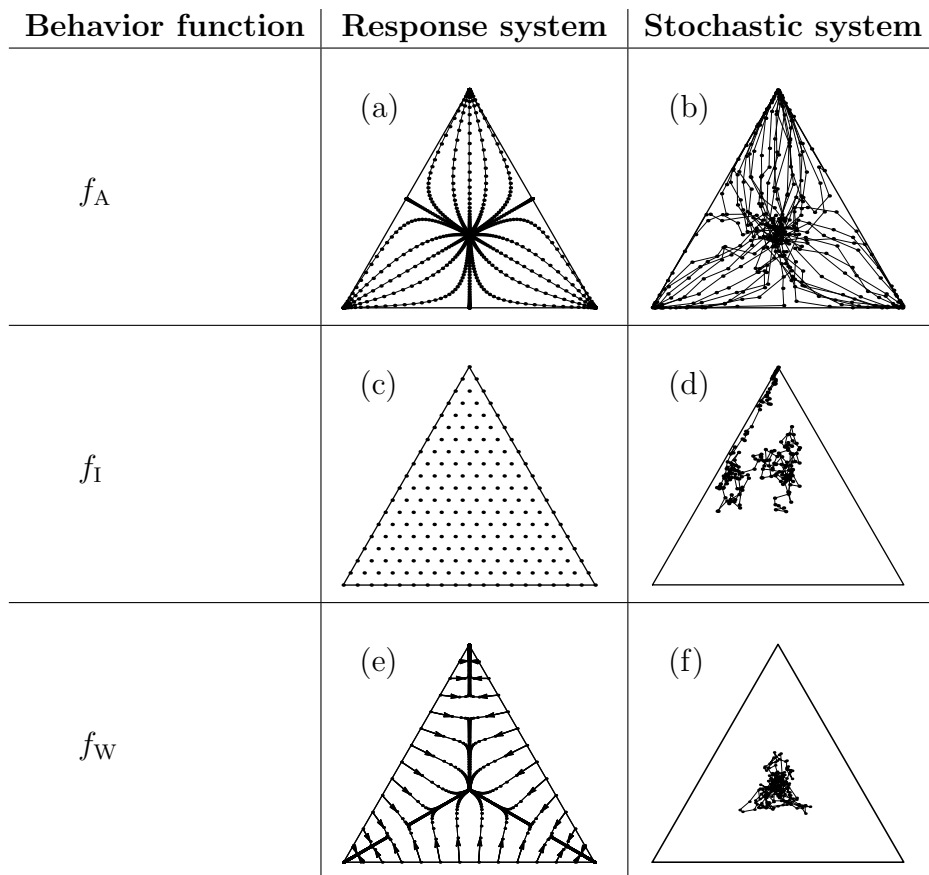 Behavior function Response system Stochastic system
(a) (b)
f_A
(c) (d)
f_I
(e) (f)
f_W